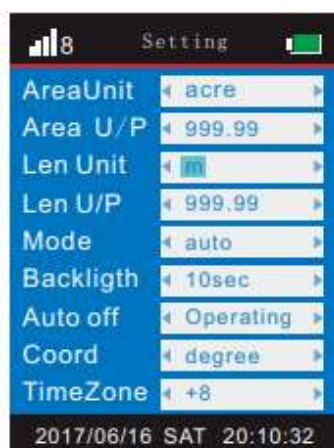 8 Setting
AreaUnit acre
Area U/P 999.99
Len Unit m
Len U/P 999.99
Mode auto
Backligth 10sec
Auto off Operating
Coord degree
TimeZone +8
2017/06/16 SAT 20:10:32